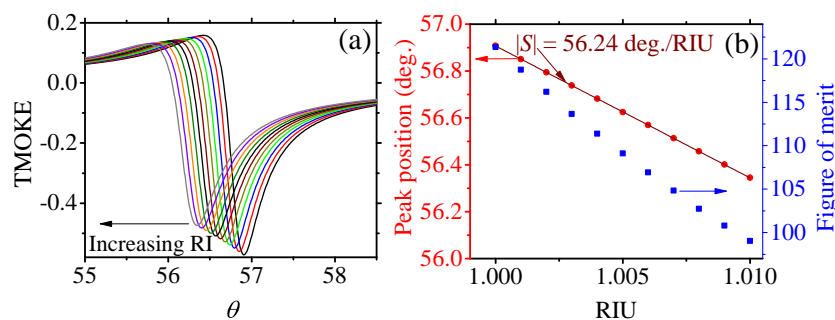 (a)
TMOKE
0.2
0.0
-0.2
-0.4
Increasing RI
55
56
57
58
θ
(b)
|S| = 56.24 deg./RIU
Peak position (deg.)
57.0
56.8
56.6
56.4
56.2
56.0
1.000
1.005
1.010
RIU
120
115
110
105
100
Figure of merit